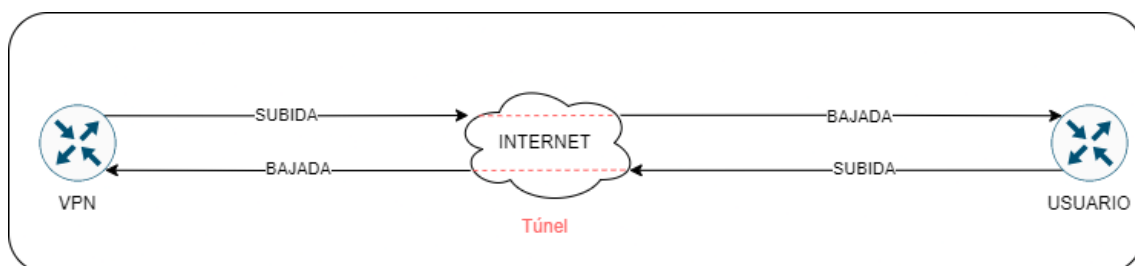 SUBIDA
BAJADA
INTERNET
BAJADA
SUBIDA
VPN
USUARIO
Túnel